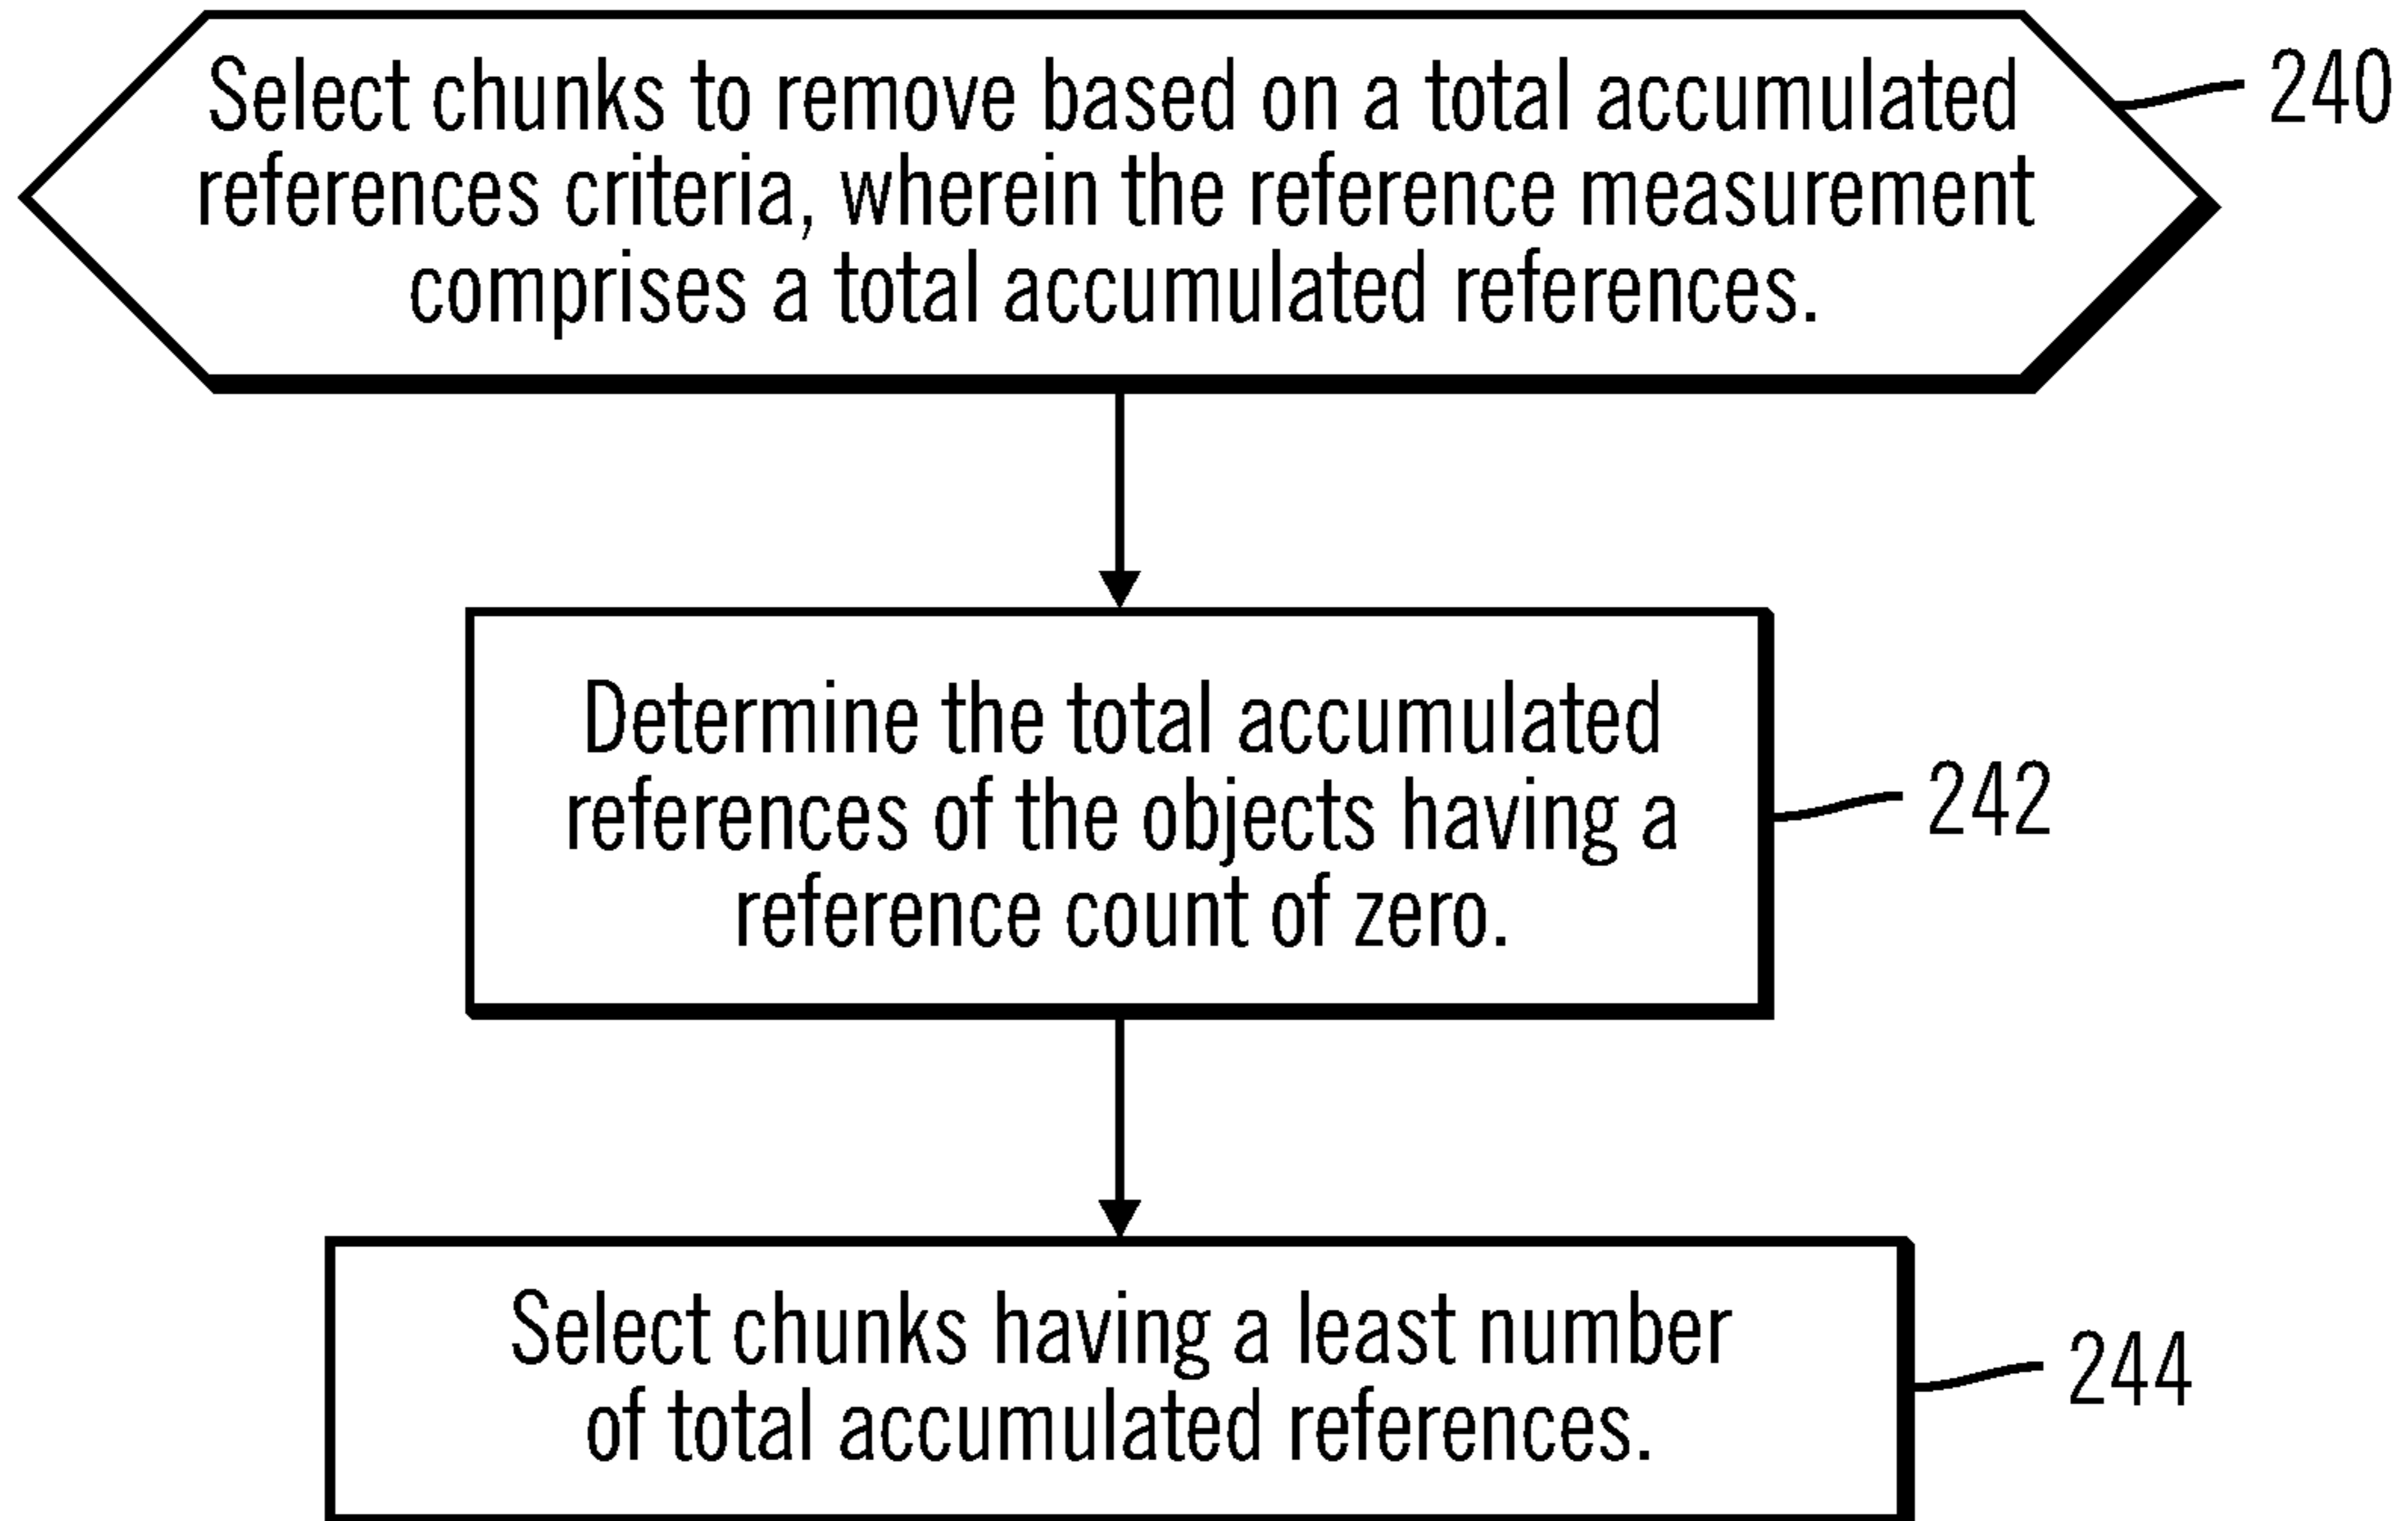 Select chunks to remove based on a total accumulated
references criteria, wherein the reference measurement
comprises a total accumulated references.
240
Determine the total accumulated
references of the objects having a
reference count of zero.
242
Select chunks having a least number
of total accumulated references.
244